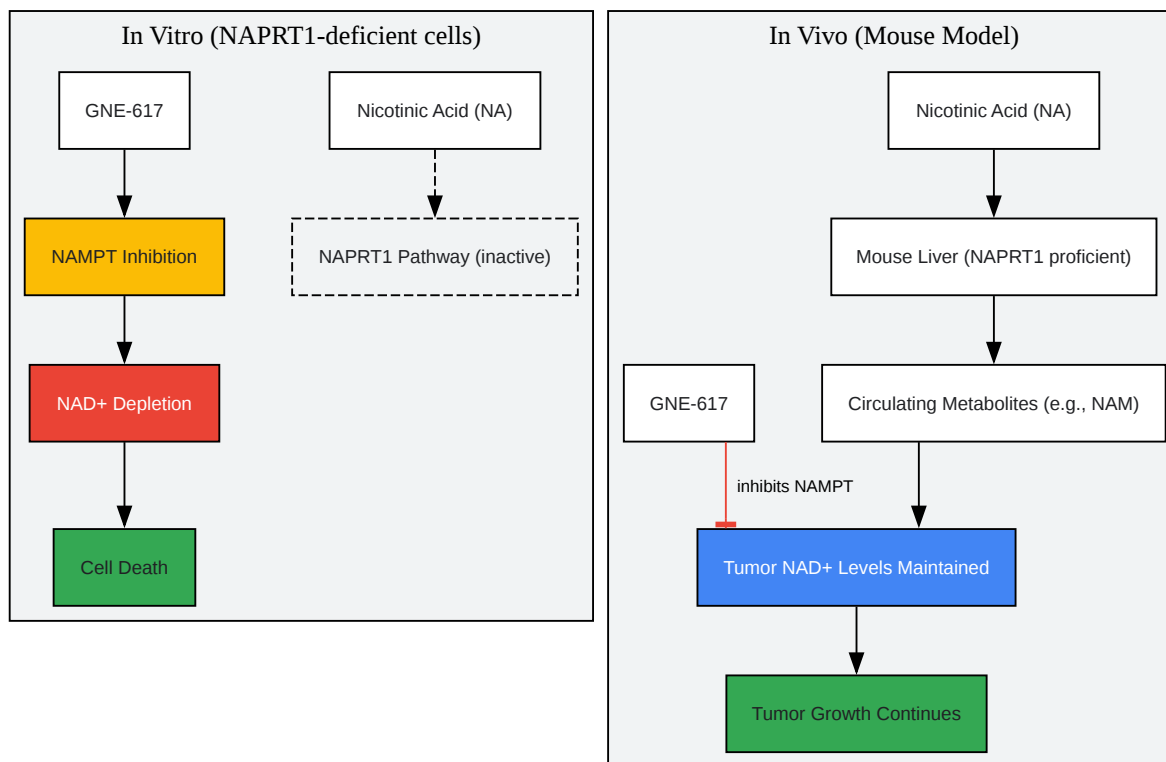 In Vitro (NAPRT1-deficient cells)
GNE-617
Nicotinic Acid (NA)
NAMPT Inhibition
NAPRT1 Pathway (inactive)
NAD+ Depletion
Cell Death
In Vivo (Mouse Model)
Nicotinic Acid (NA)
Mouse Liver (NAPRT1 proficient)
GNE-617
Circulating Metabolites (e.g., NAM)
inhibits NAMPT
Tumor NAD+ Levels Maintained
Tumor Growth Continues